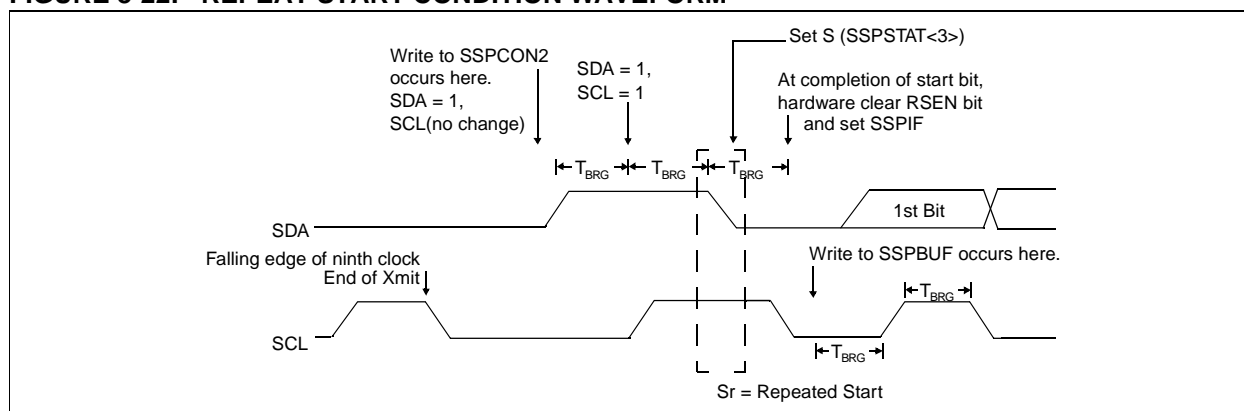 Set S (SSPSTAT<3>)
Write to SSPCON2
occurs here.
SDA = 1,
SCL(no change)
SDA = 1,
SCL = 1
At completion of start bit,
hardware clear RSEN bit
and set SSPIF
TBRG
TBRG
TBRG
SDA
1st Bit
Falling edge of ninth clock
End of Xmit
Write to SSPBUF occurs here.
TBRG
SCL
TBRG
Sr = Repeated Start